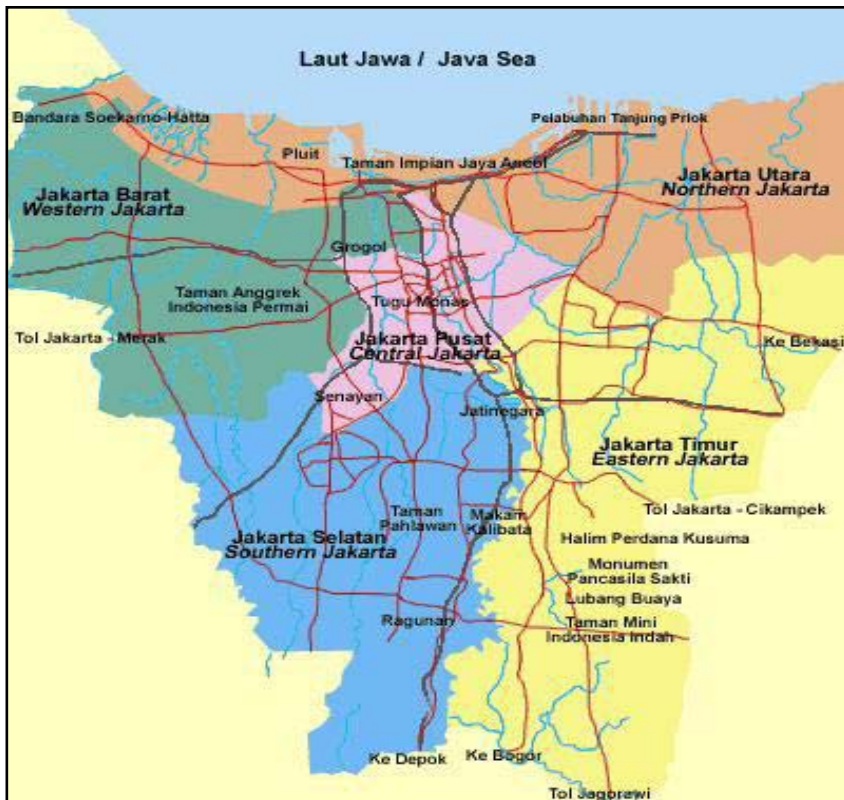 Laut Jawa / Java Sea
Bandara Soekarno-Hatta
Pelabuhan Tanjung Priok
Pluit
Taman Impian Jaya Ancol
Jakarta Barat
Western Jakarta
Jakarta Utara
Northern Jakarta
Grogol
Taman Anggrek
Indonesia Permai
Tugu Monas
Tol Jakarta - Merak
Jakarta Pusat
Central Jakarta
Ke Bekasi
Senayan
Jatinegara
Jakarta Timur
Eastern Jakarta
Taman
Pahlawan
Makam
Kalibata
Tol Jakarta - Cikampek
Jakarta Selatan
Southern Jakarta
Halim Perdana Kusuma
Monumen
Pancasila Sakti
Lubang Buaya
Ragunan
Taman Mini
Indonesia Indah
Ke Depok
Ke Bogor
Tol Jagorawi